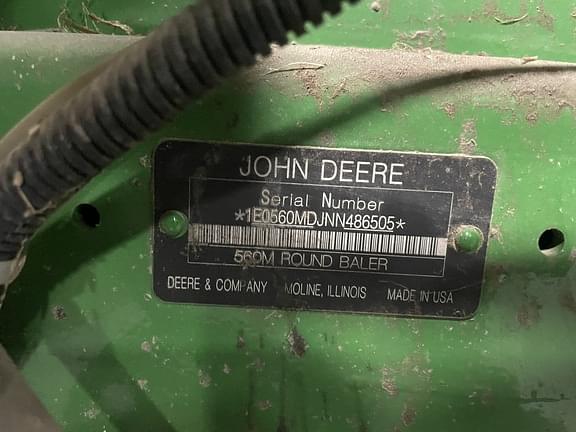 JOHN DEERE
Serial Number
*1E0560MDJNN486505*
560M ROUND BALER
DEERE & COMPANY MOLINE, ILLINOIS MADE IN USA